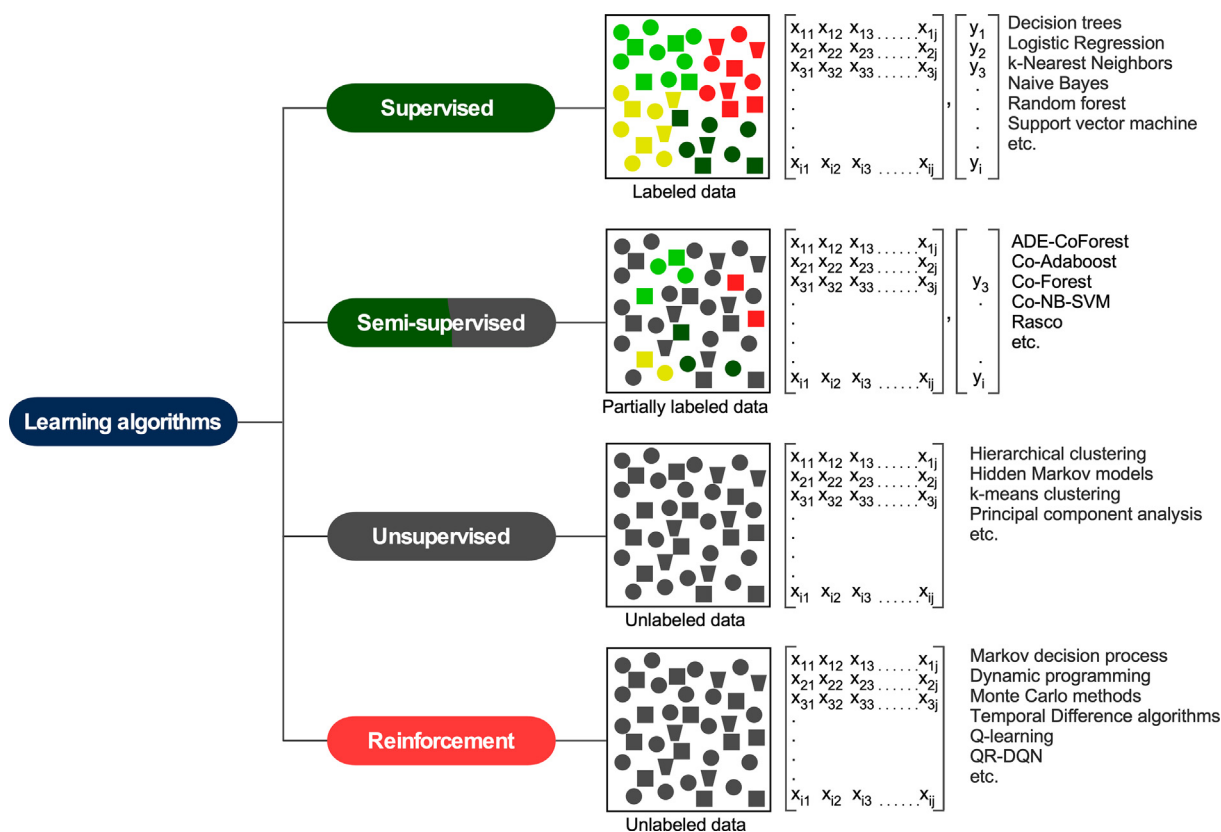 Learning algorithms
Supervised
Labeled data
x11 x12 x13 ......x1j
x21 x22 x23 ......x2j
x31 x32 x33 ......x3j
.
.
.
.
xi1 xi2 xi3 ......xij
,
y1
y2
y3
.
.
.
.
yi
Decision trees
Logistic Regression
k-Nearest Neighbors
Naive Bayes
Random forest
Support vector machine
etc.
Semi-supervised
Partially labeled data
x11 x12 x13 ......x1j
x21 x22 x23 ......x2j
x31 x32 x33 ......x3j
.
.
.
.
xi1 xi2 xi3 ......xij
,
y3
.
.
yi
ADE-CoForest
Co-Adaboost
Co-Forest
Co-NB-SVM
Rasco
etc.
Unsupervised
Unlabeled data
x11 x12 x13 ......x1j
x21 x22 x23 ......x2j
x31 x32 x33 ......x3j
.
.
.
.
xi1 xi2 xi3 ......xij
Hierarchical clustering
Hidden Markov models
k-means clustering
Principal component analysis
etc.
Reinforcement
Unlabeled data
x11 x12 x13 ......x1j
x21 x22 x23 ......x2j
x31 x32 x33 ......x3j
.
.
.
.
xi1 xi2 xi3 ......xij
Markov decision process
Dynamic programming
Monte Carlo methods
Temporal Difference algorithms
Q-learning
QR-DQN
etc.